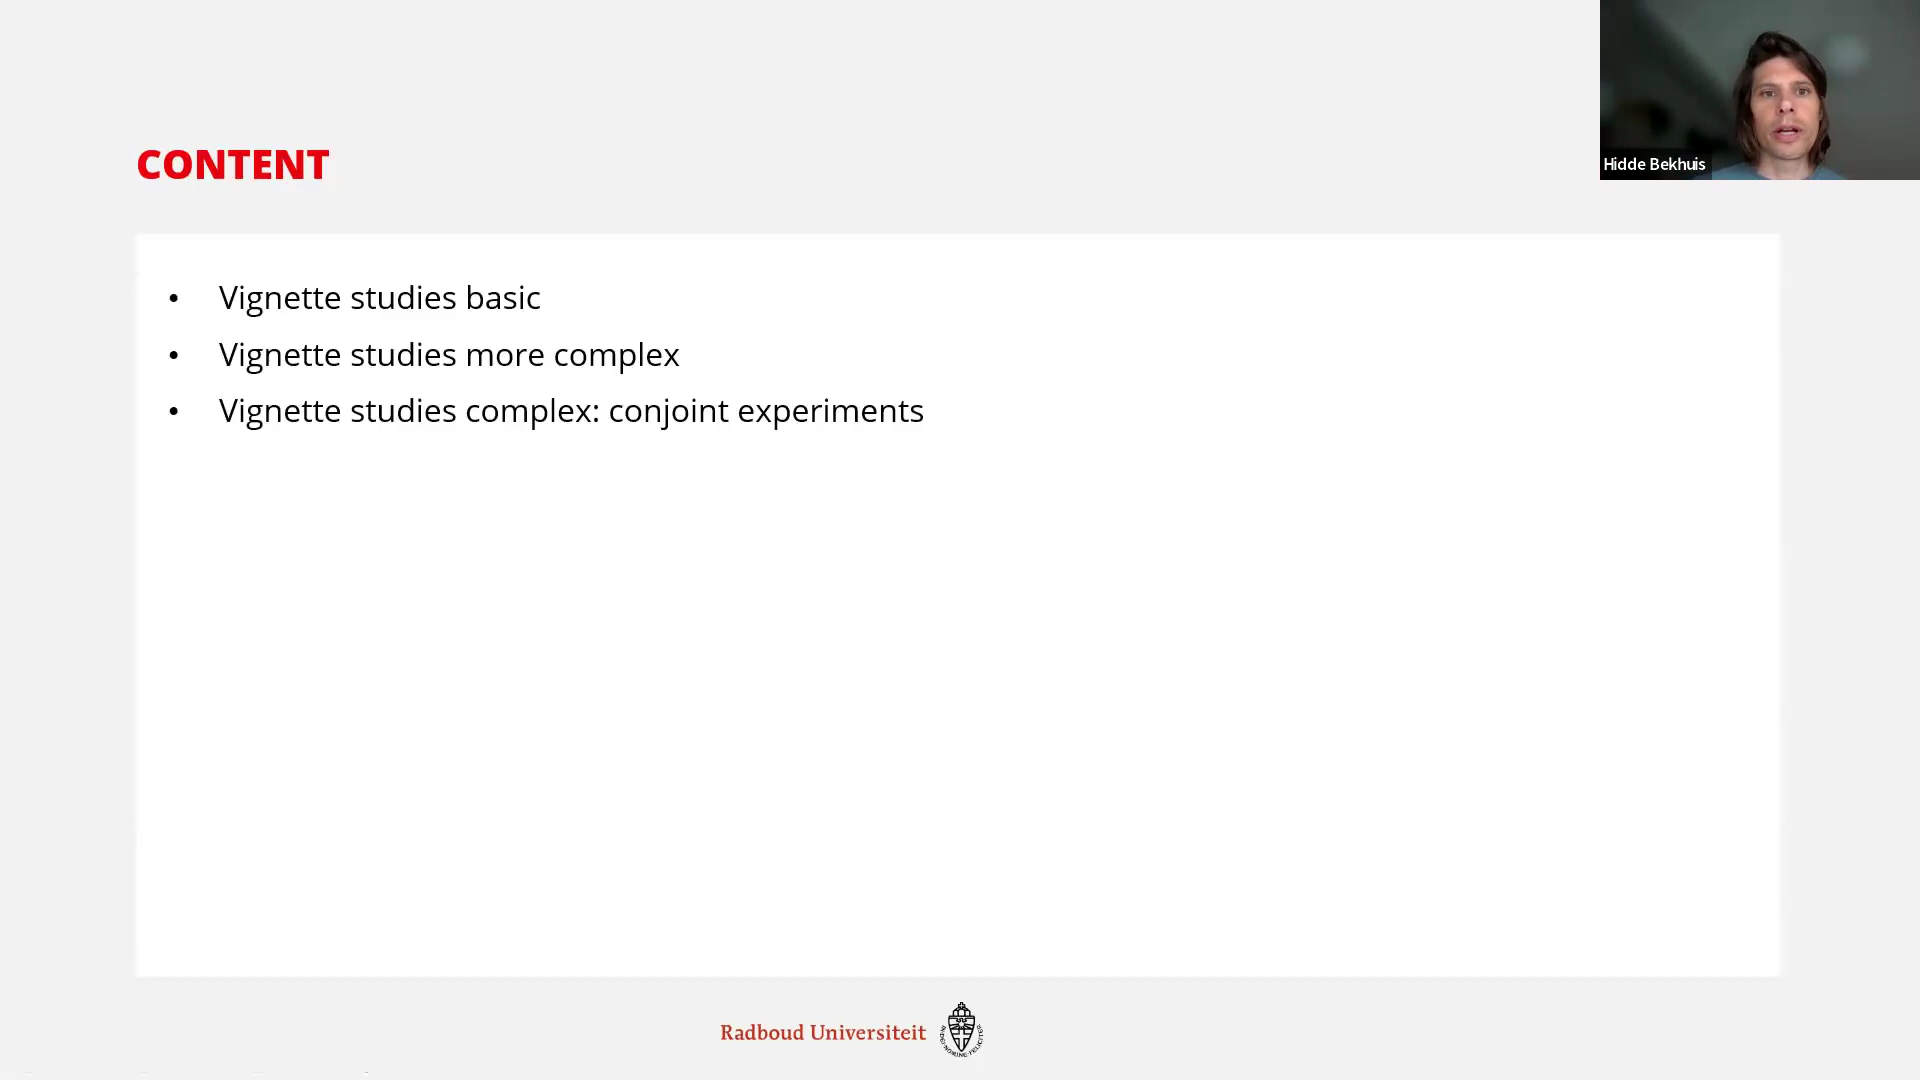 Hidde Bekhuis
CONTENT
• Vignette studies basic
• Vignette studies more complex
• Vignette studies complex: conjoint experiments
Radboud Universiteit